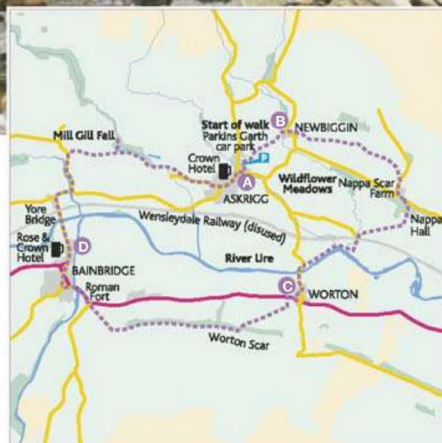 B
NEWBIGGIN
Start of walk
Parkins Garth
car park
P
Mill Gill Fall
Crown
Hotel
A
ASKRIGG
Wildflower
Meadows
Nappa Scar
Farm
Nappa
Hall
Yore
Bridge
Wensleydale Railway (disused)
Rose &
Crown
Hotel
D
River Ure
BAINBRIDGE
Roman
Fort
C
WORTON
Worton Scar